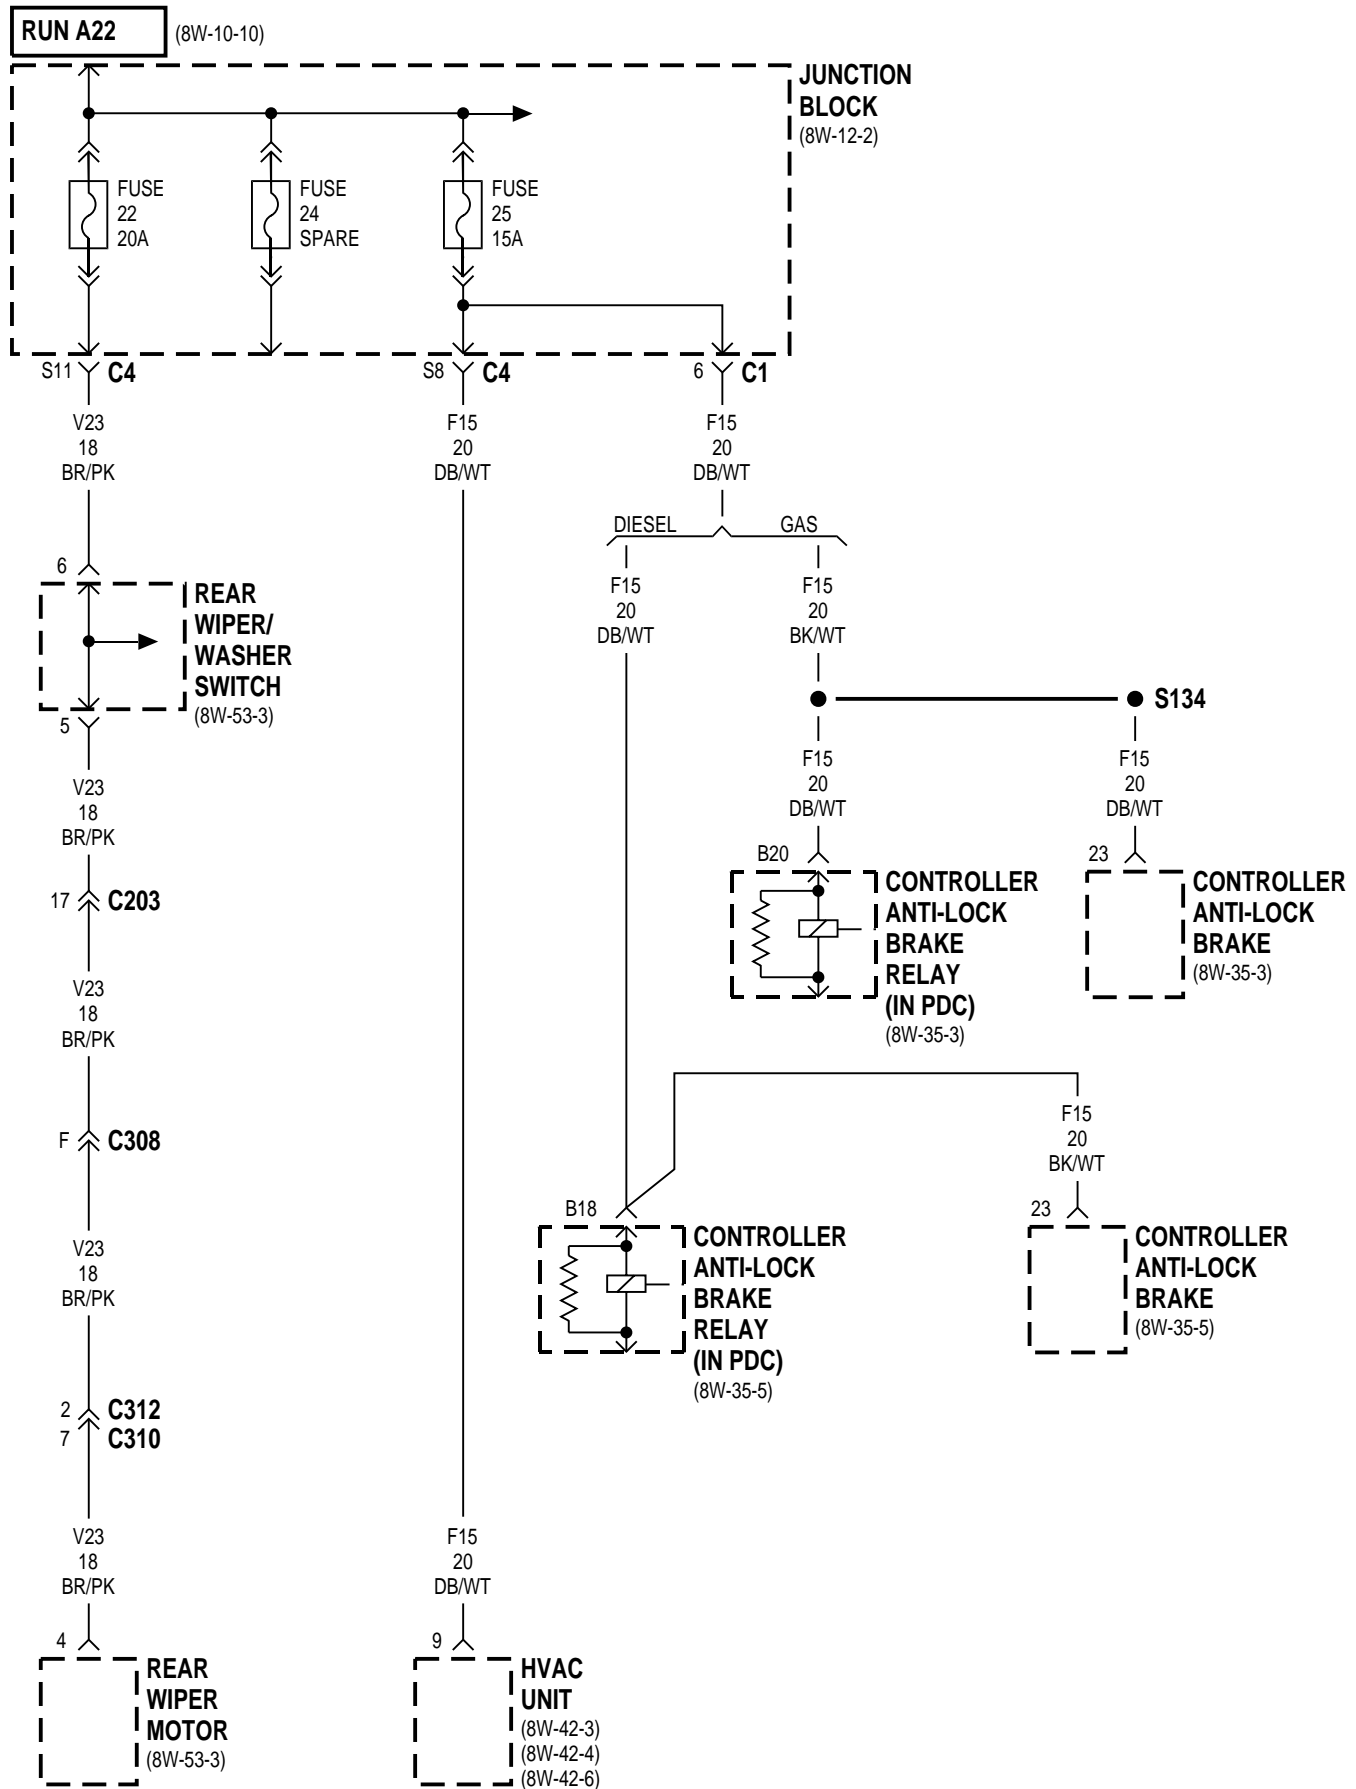 RUN A22 (8W-10-10)
JUNCTION
BLOCK
(8W-12-2)
FUSE
22
20A
FUSE
24
SPARE
FUSE
25
15A
S11 C4
S8 C4
6 C1
V23
18
BR/PK
F15
20
DB/WT
F15
20
DB/WT
DIESEL GAS
6
REAR
WIPER/
WASHER
SWITCH
(8W-53-3)
5
F15
20
DB/WT
F15
20
BK/WT
S134
V23
18
BR/PK
F15
20
DB/WT
F15
20
DB/WT
B20
CONTROLLER
ANTI-LOCK
BRAKE
RELAY
(IN PDC)
(8W-35-3)
23
CONTROLLER
ANTI-LOCK
BRAKE
(8W-35-3)
17 C203
V23
18
BR/PK
F C308
F15
20
BK/WT
V23
18
BR/PK
B18
CONTROLLER
ANTI-LOCK
BRAKE
RELAY
(IN PDC)
(8W-35-5)
23
CONTROLLER
ANTI-LOCK
BRAKE
(8W-35-5)
2 C312
7 C310
V23
18
BR/PK
F15
20
DB/WT
4
REAR
WIPER
MOTOR
(8W-53-3)
9
HVAC
UNIT
(8W-42-3)
(8W-42-4)
(8W-42-6)